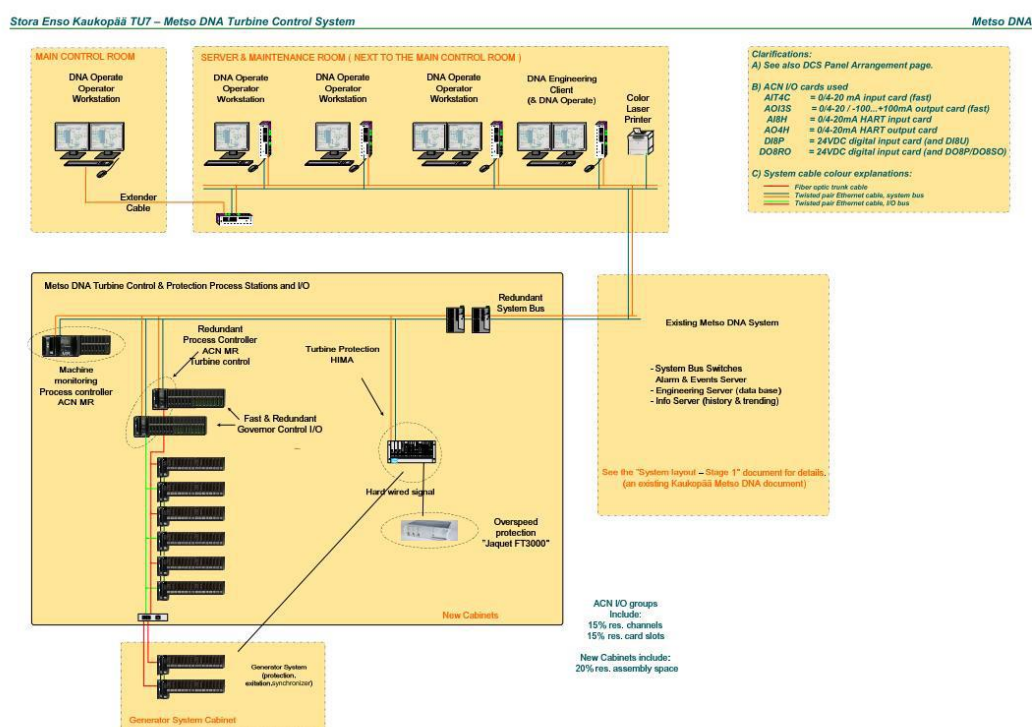 Stora Enso Kaukopää TU7 – Metso DNA Turbine Control System
Metso DNA
MAIN CONTROL ROOM
DNA Operate
Operator
Workstation
Extender
Cable
SERVER & MAINTENANCE ROOM ( NEXT TO THE MAIN CONTROL ROOM )
DNA Operate
Operator
Workstation
DNA Operate
Operator
Workstation
DNA Operate
Operator
Workstation
DNA Engineering
Client
(& DNA Operate)
Color
Laser
Printer
Clarifications:
A) See also DCS Panel Arrangement page.
B) ACN I/O cards used
AIT4C = 0/4-20 mA input card (fast)
AOI3S = 0/4-20 / -100...+100mA output card (fast)
AI8H = 0/4-20mA HART input card
AO4H = 0/4-20mA HART output card
DI8P = 24VDC digital input card (and DI8U)
DO8RO = 24VDC digital input card (and DO8P/DO8SO)
C) System cable colour explanations:
Fiber optic trunk cable
Twisted pair Ethernet cable, system bus
Twisted pair Ethernet cable, I/O bus
Metso DNA Turbine Control & Protection Process Stations and I/O
Redundant
System Bus
Redundant
Process Controller
ACN MR
Turbine control
Machine
monitoring
Process controller
ACN MR
Fast & Redundant
Governor Control I/O
Turbine Protection
HIMA
Hard wired signal
Overspeed
protection
"Jaquet FT3000"
New Cabinets
Existing Metso DNA System
- System Bus Switches
Alarm & Events Server
- Engineering Server (data base)
- Info Server (history & trending)
See the "System layout – Stage 1" document for details.
(an existing Kaukopää Metso DNA document)
ACN I/O groups
Include:
15% res. channels
15% res. card slots
New Cabinets include:
20% res. assembly space
Generator System
(protection,
exitation,synchronizer)
Generator System Cabinet